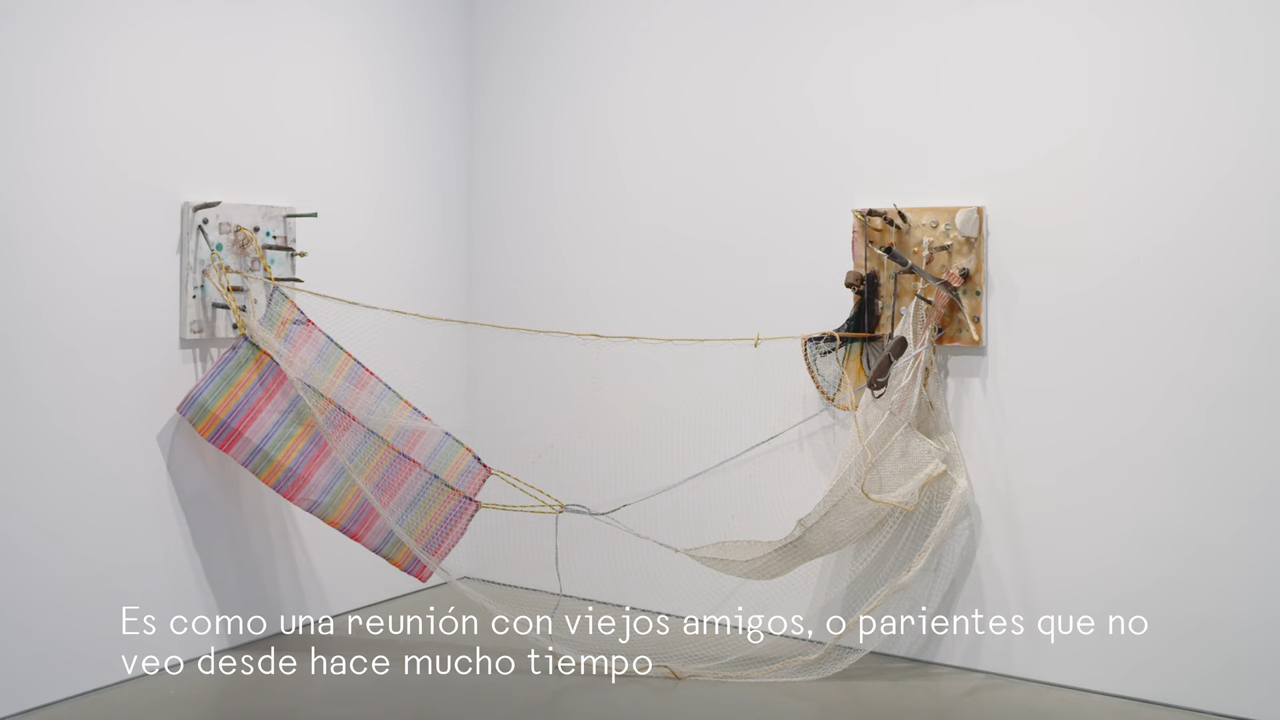 Es como una reunión con viejos amigos, o parientes que no
veo desde hace mucho tiempo